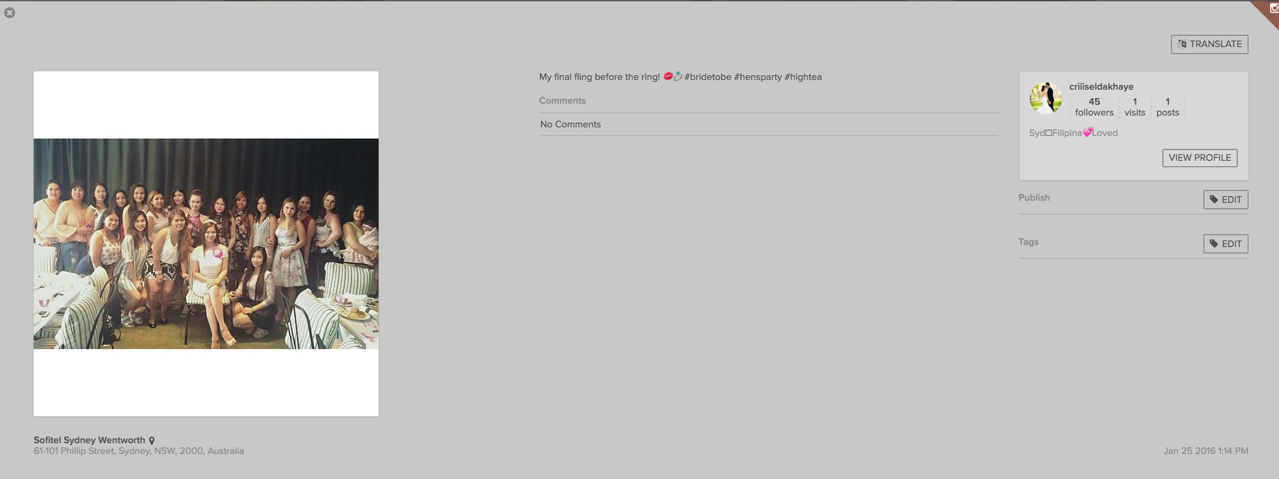 TRANSLATE
My final fling before the ring! 💋💍 #bridetobe #hensparty #hightea
Comments
No Comments
criiiseldakhaye
45 followers
1 visits
1 posts
Syd□Filipina💞Loved
VIEW PROFILE
Publish
EDIT
Tags
EDIT
Sofitel Sydney Wentworth
61-101 Phillip Street, Sydney, NSW, 2000, Australia
Jan 25 2016 1:14 PM